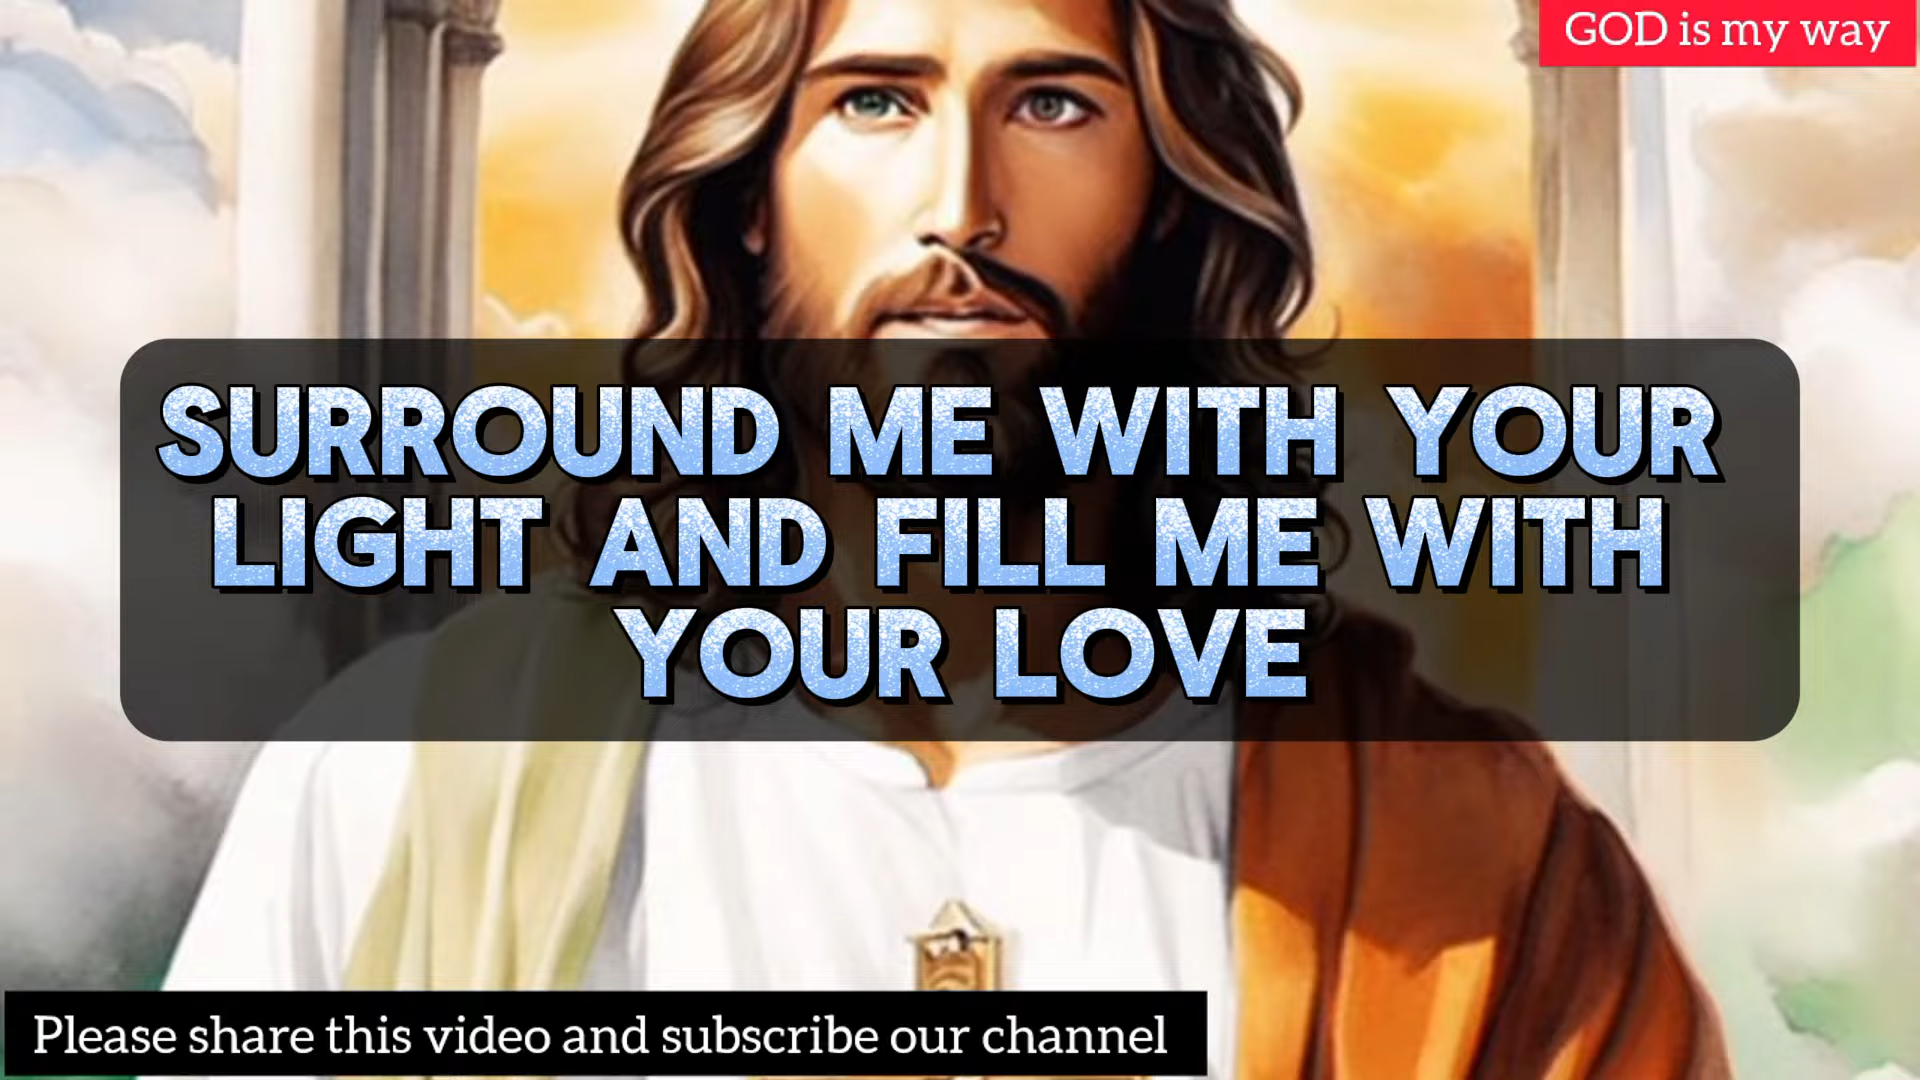 GOD is my way
SURROUND ME WITH YOUR
LIGHT AND FILL ME WITH
YOUR LOVE
Please share this video and subscribe our channel